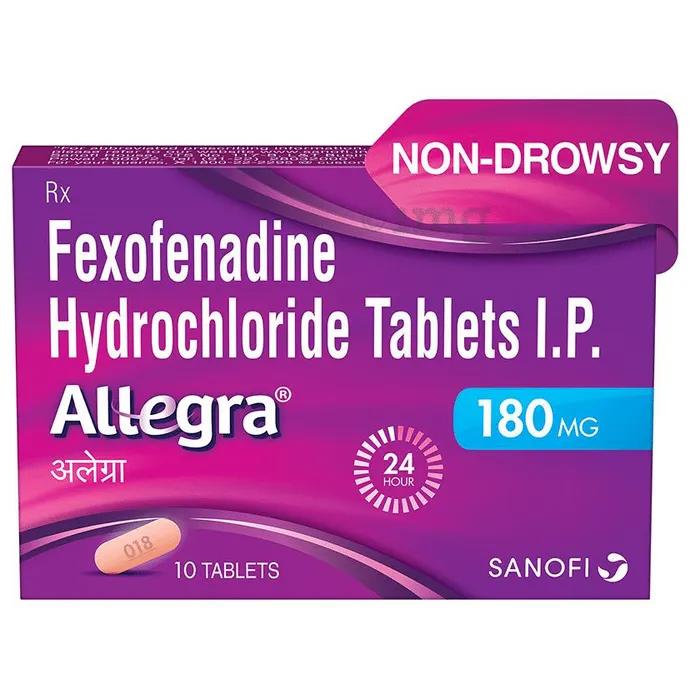 NON-DROWSY
Rx
Fexofenadine
Hydrochloride Tablets I.P.
Allegra®
180 MG
अलेग्रा
24
HOUR
018
10 TABLETS
SANOFI